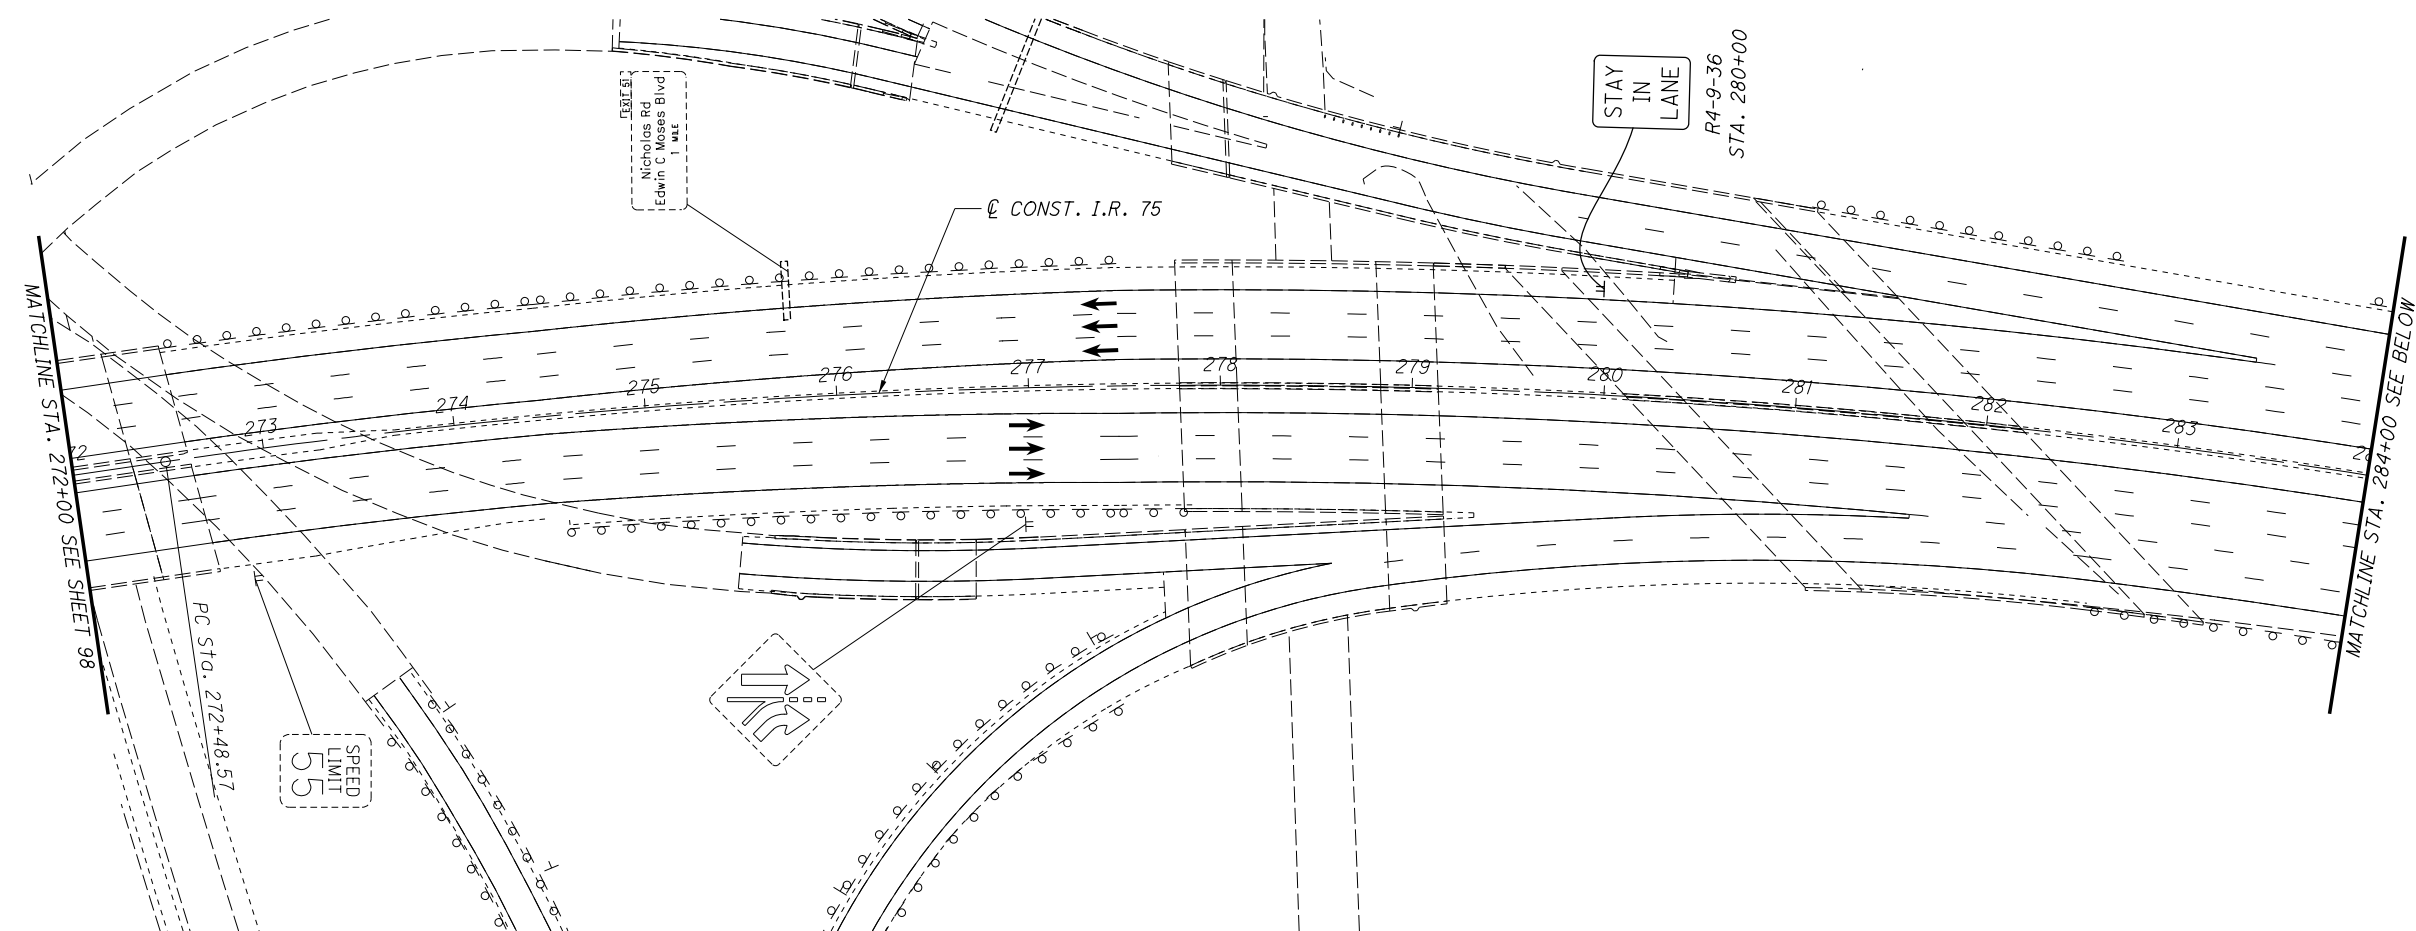 EXIT 51
Nicholas Rd
Edwin C Moses Blvd
1 MILE
STAY
IN
LANE
R4-9-36
STA. 280+00
℄ CONST. I.R. 75
72
273
274
275
276
277
278
279
280
281
282
283
28
MATCHLINE STA. 272+00 SEE SHEET 98
MATCHLINE STA. 284+00 SEE BELOW
PC Sta. 272+48.57
SPEED
LIMIT
55